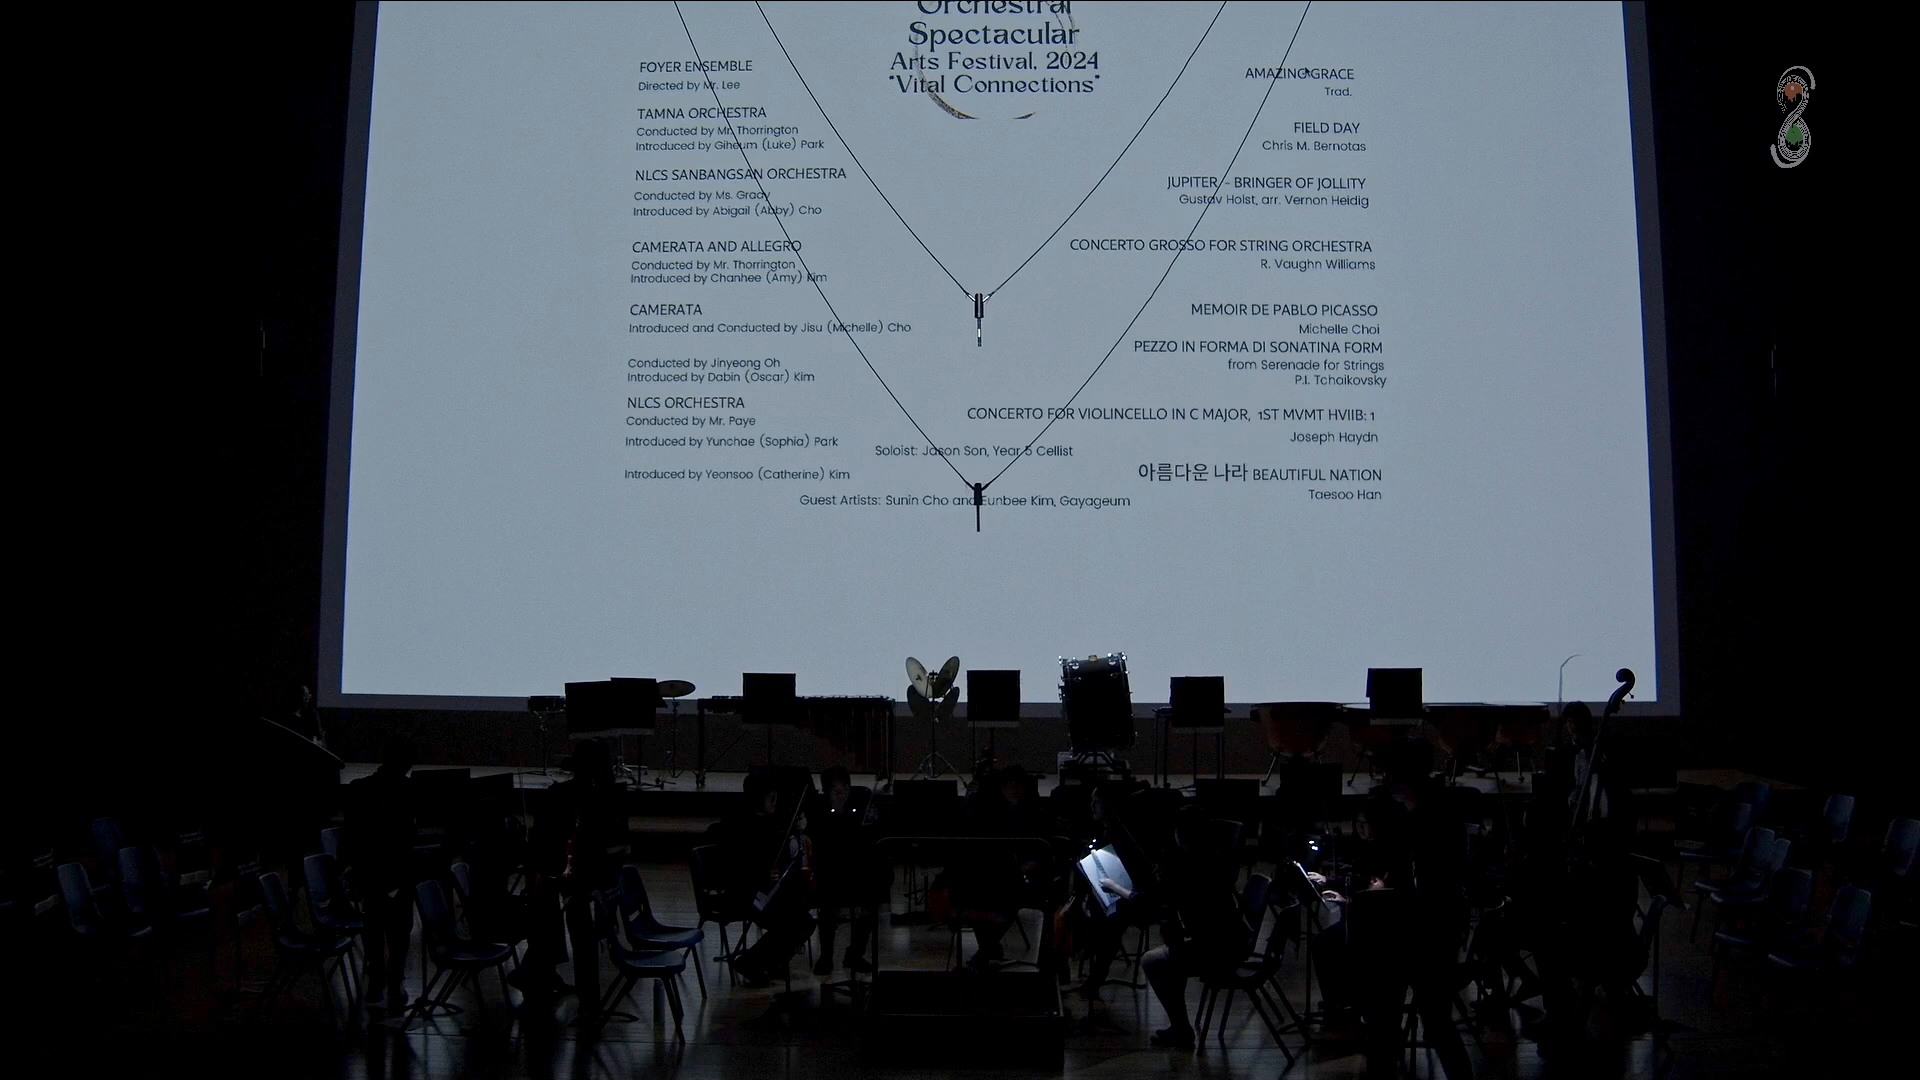 Orchestral
Spectacular
Arts Festival, 2024
"Vital Connections"
FOYER ENSEMBLE
Directed by Mr. Lee
AMAZING GRACE
Trad.
TAMNA ORCHESTRA
Conducted by Mr. Thorrington
Introduced by Giheum (Luke) Park
FIELD DAY
Chris M. Bernotas
NLCS SANBANGSAN ORCHESTRA
Conducted by Ms. Grady
Introduced by Abigail (Abby) Cho
JUPITER, - BRINGER OF JOLLITY
Gustav Holst, arr. Vernon Heidig
CAMERATA AND ALLEGRO
Conducted by Mr. Thorrington
Introduced by Chanhee (Amy) Kim
CONCERTO GROSSO FOR STRING ORCHESTRA
R. Vaughn Williams
CAMERATA
Introduced and Conducted by Jisu (Michelle) Cho
MEMOIR DE PABLO PICASSO
Michelle Choi
Conducted by Jinyeong Oh
Introduced by Dabin (Oscar) Kim
PEZZO IN FORMA DI SONATINA FORM
from Serenade for Strings
P.I. Tchaikovsky
NLCS ORCHESTRA
Conducted by Mr. Paye
Introduced by Yunchae (Sophia) Park
CONCERTO FOR VIOLINCELLO IN C MAJOR, 1ST MVMT HVIIB: 1
Joseph Haydn
Soloist: Jason Son, Year 5 Cellist
Introduced by Yeonsoo (Catherine) Kim
아름다운 나라 BEAUTIFUL NATION
Taesoo Han
Guest Artists: Sunin Cho and Eunbee Kim, Gayageum